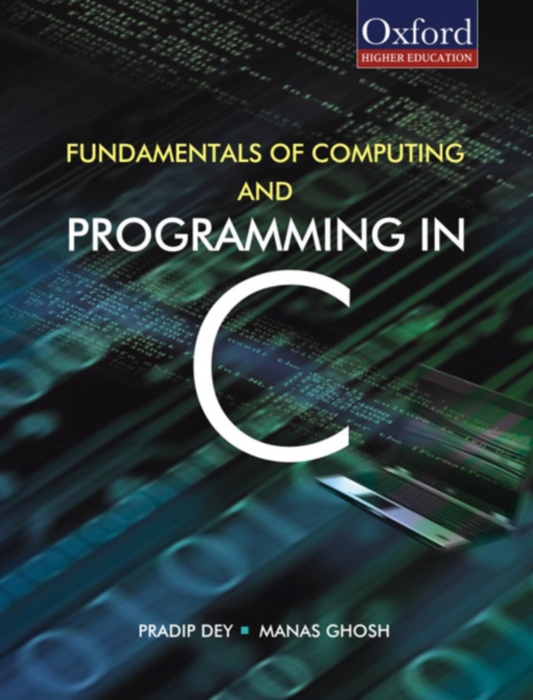 Oxford
HIGHER EDUCATION
FUNDAMENTALS OF COMPUTING
AND
PROGRAMMING IN
C
PRADIP DEY ▪ MANAS GHOSH